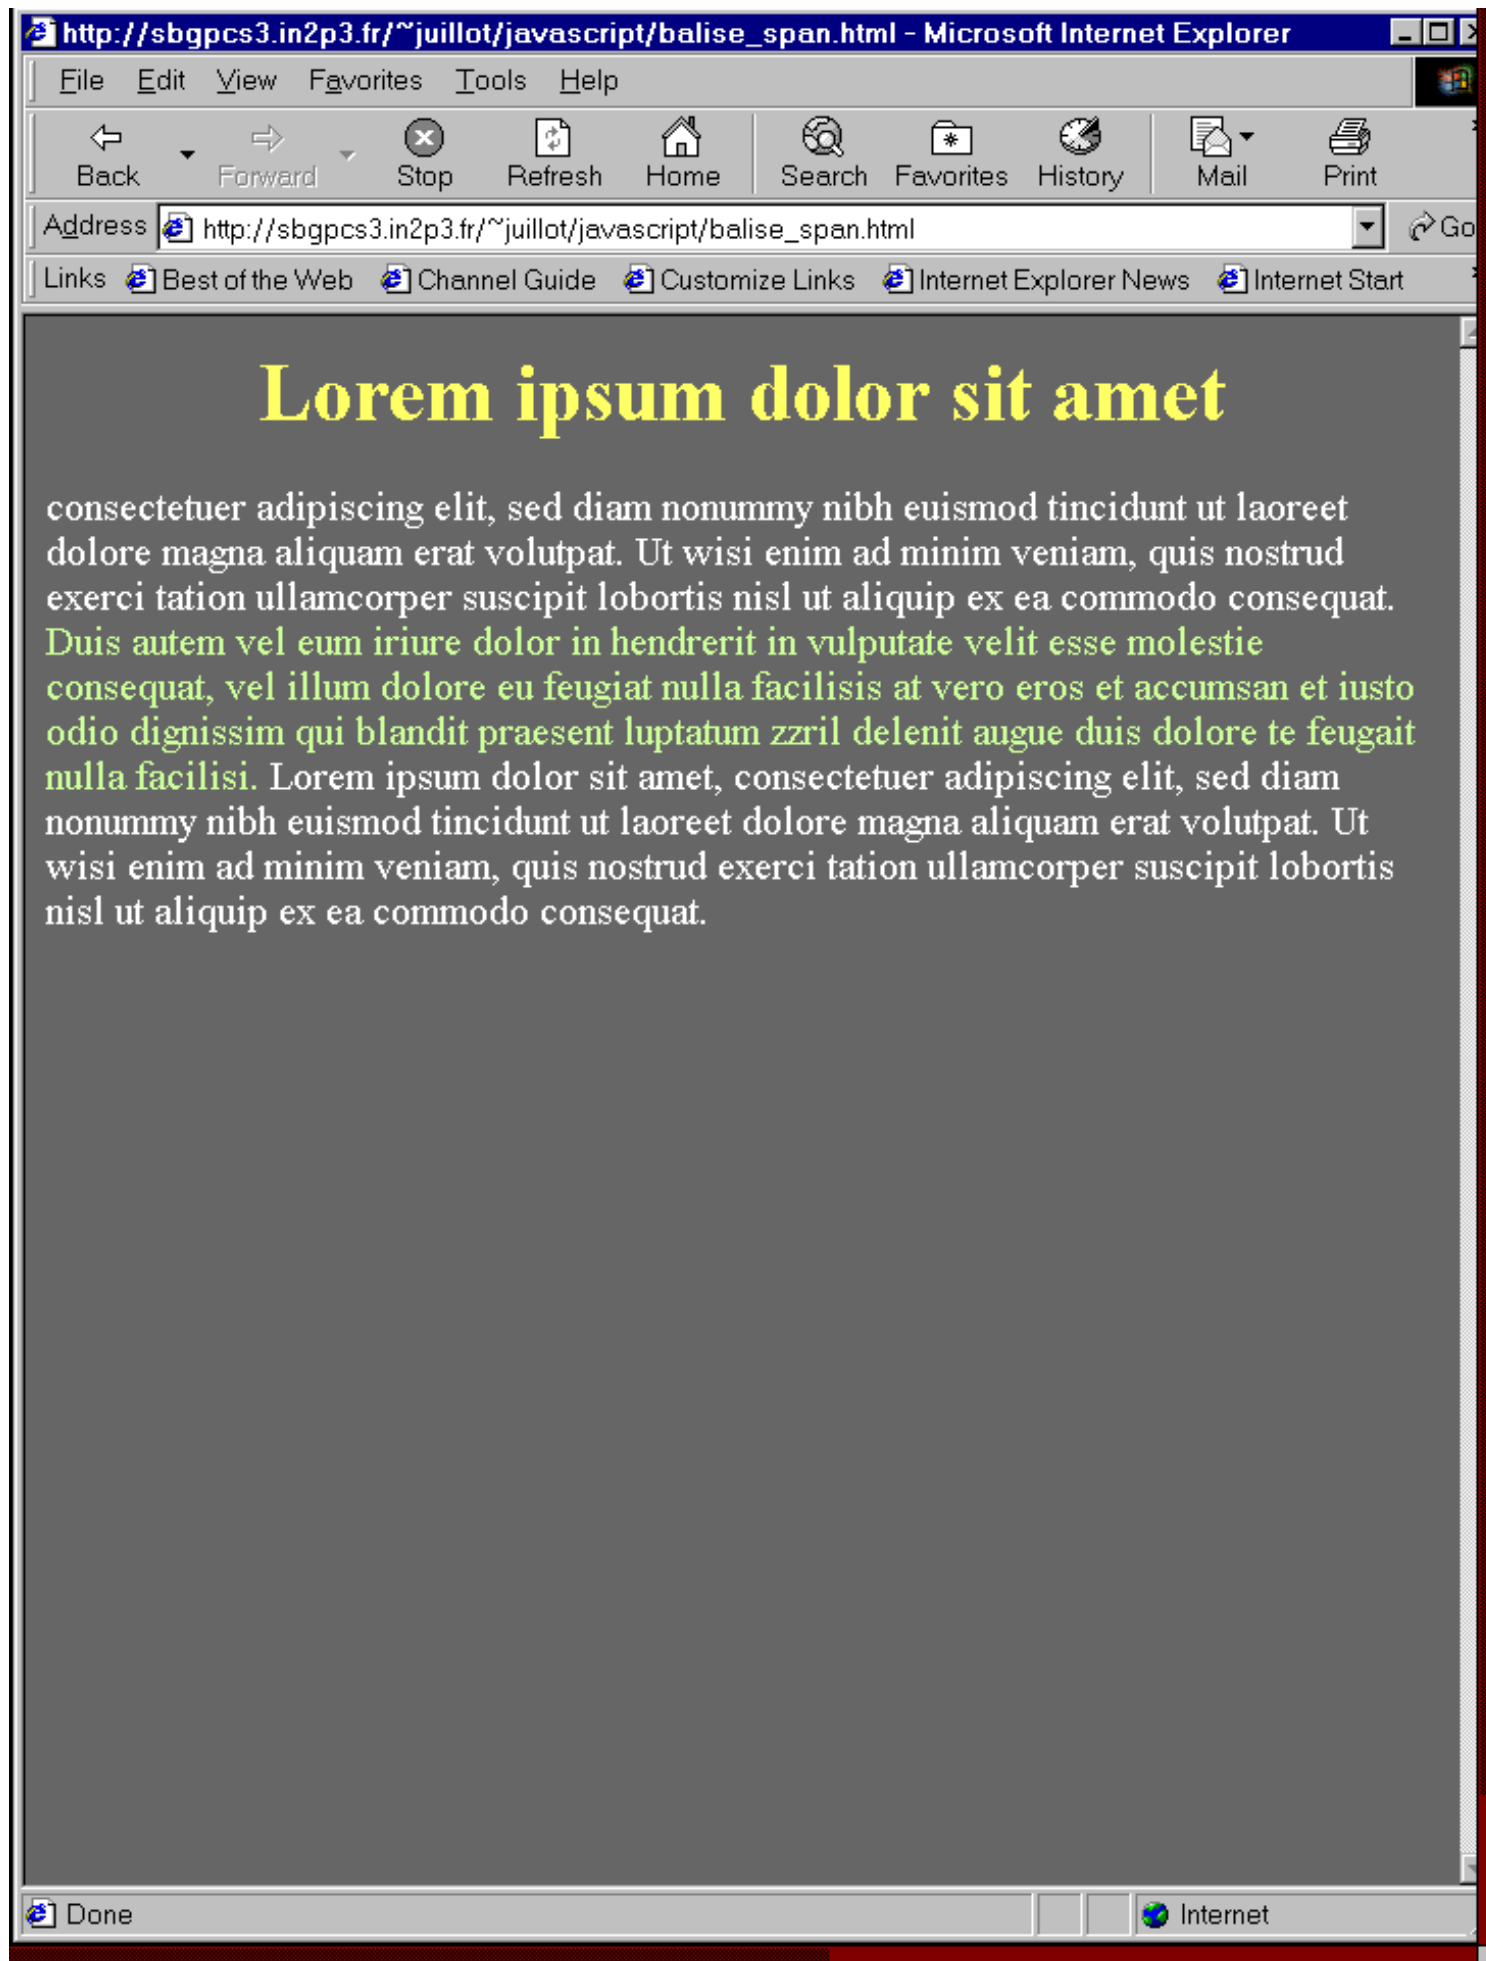 http://sbgpcs3.in2p3.fr/~juillot/javascript/balise_span.html - Microsoft Internet Explorer
File Edit View Favorites Tools Help
Back Forward Stop Refresh Home Search Favorites History Mail Print
Address http://sbgpcs3.in2p3.fr/~juillot/javascript/balise_span.html Go
Links Best of the Web Channel Guide Customize Links Internet Explorer News Internet Start
Lorem ipsum dolor sit amet
consectetuer adipiscing elit, sed diam nonummy nibh euismod tincidunt ut laoreet
dolore magna aliquam erat volutpat. Ut wisi enim ad minim veniam, quis nostrud
exerci tation ullamcorper suscipit lobortis nisl ut aliquip ex ea commodo consequat.
Duis autem vel eum iriure dolor in hendrerit in vulputate velit esse molestie
consequat, vel illum dolore eu feugiat nulla facilisis at vero eros et accumsan et iusto
odio dignissim qui blandit praesent luptatum zzril delenit augue duis dolore te feugait
nulla facilisi. Lorem ipsum dolor sit amet, consectetuer adipiscing elit, sed diam
nonummy nibh euismod tincidunt ut laoreet dolore magna aliquam erat volutpat. Ut
wisi enim ad minim veniam, quis nostrud exerci tation ullamcorper suscipit lobortis
nisl ut aliquip ex ea commodo consequat.
Done Internet